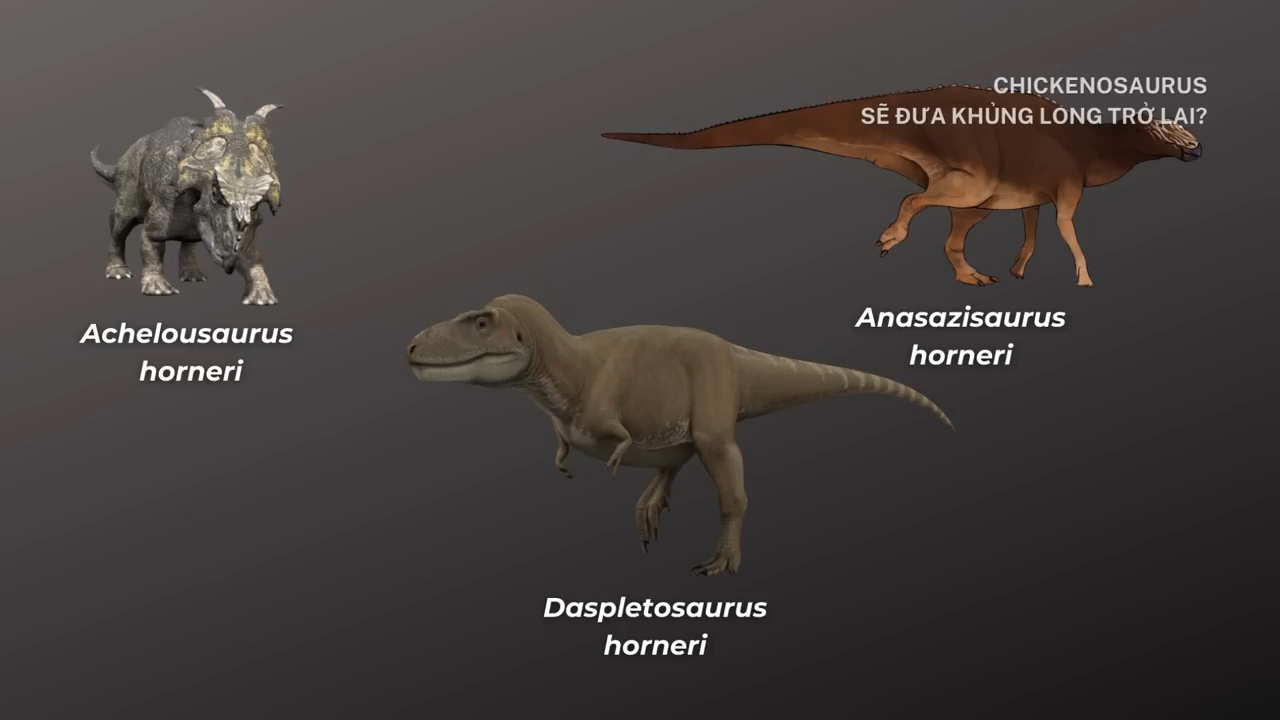 CHICKENOSAURUS
SẼ ĐƯA KHỦNG LONG TRỞ LẠI?
Achelousaurus
horneri
Anasazisaurus
horneri
Daspletosaurus
horneri